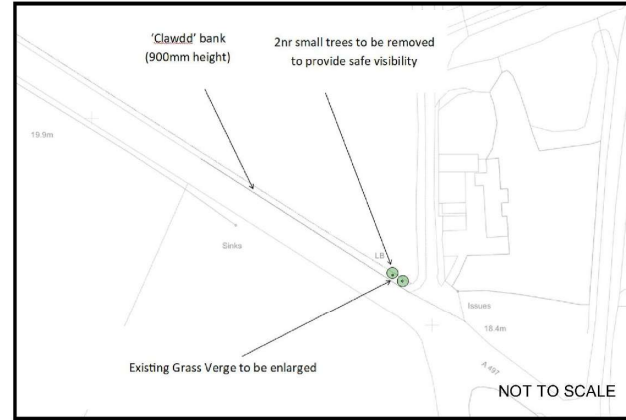 'Clawdd' bank
(900mm height)
2nr small trees to be removed
to provide safe visibility
19.9m
Sinks
LB
Issues
18.4m
Existing Grass Verge to be enlarged
A 497
NOT TO SCALE